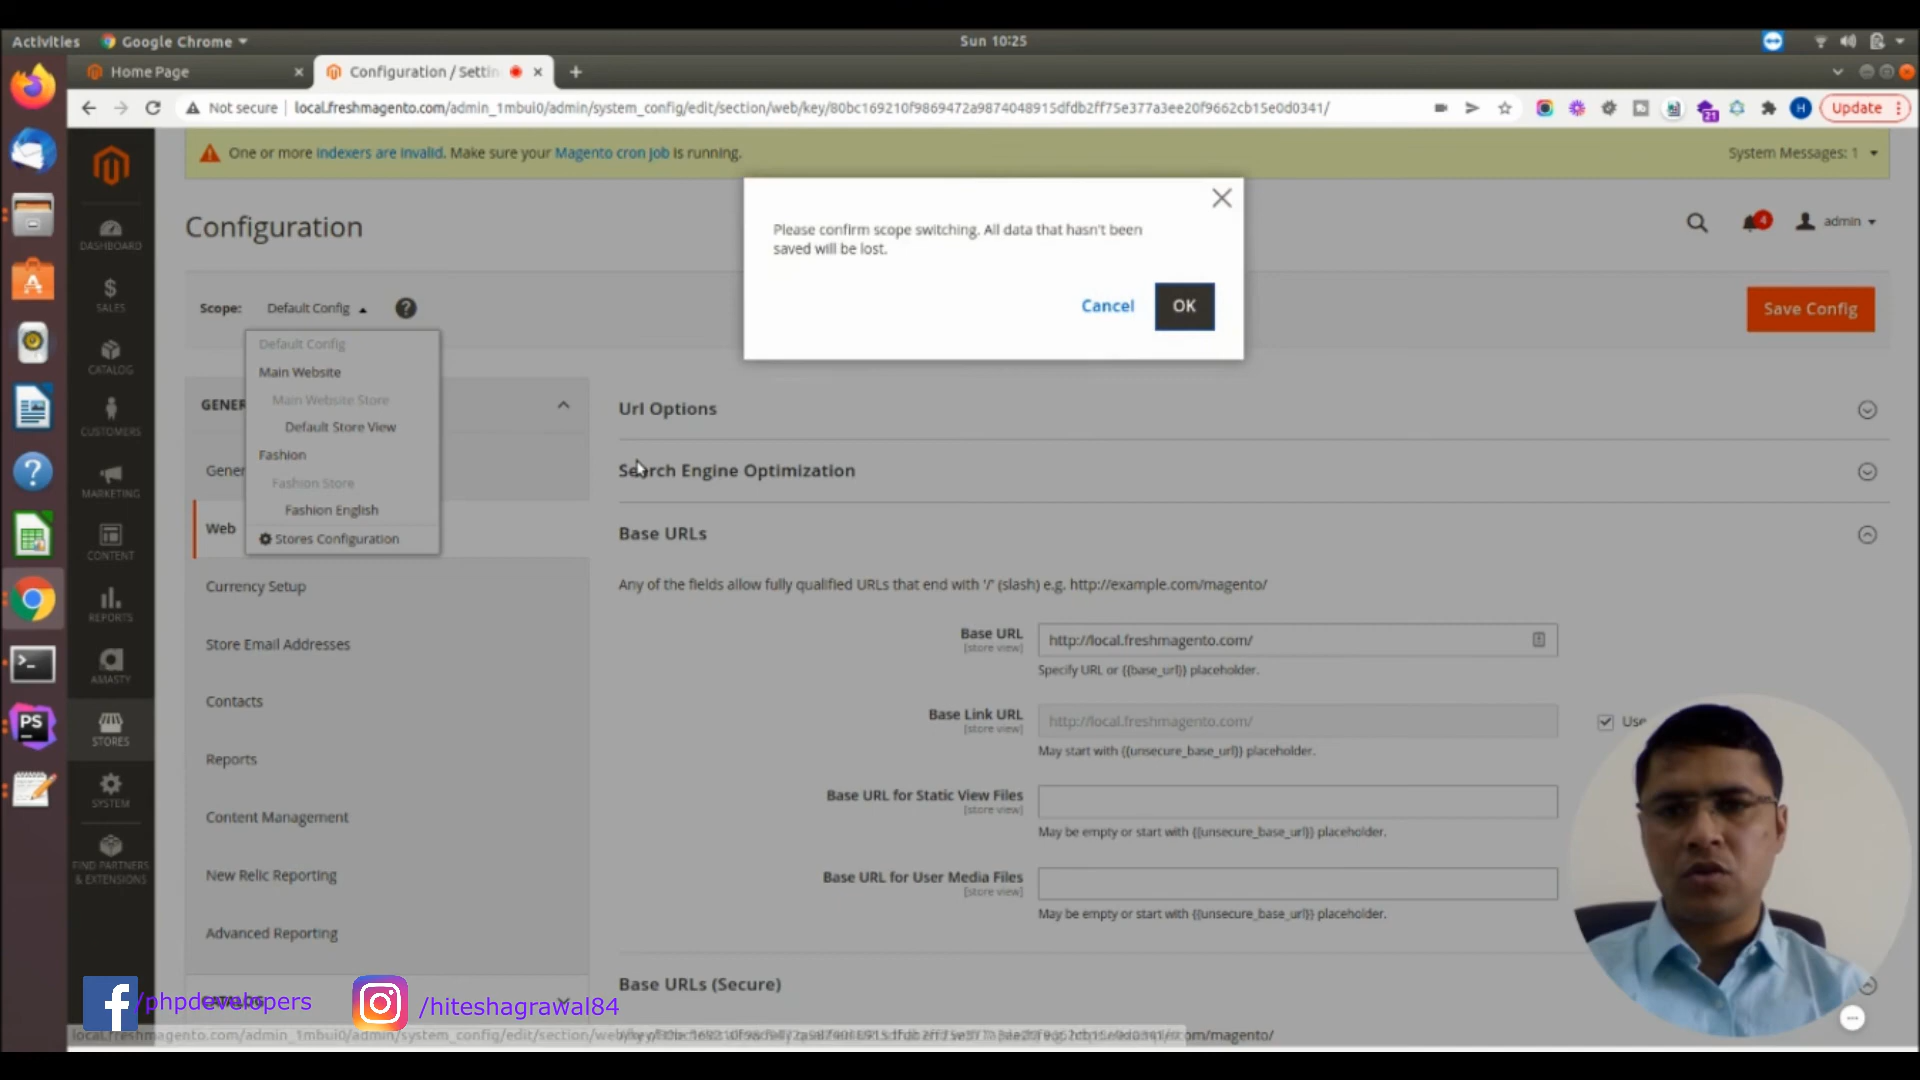 Activities
Google Chrome
Sun 10:25
Home Page
Configuration / Settin
Not secure
local.freshmagento.com/admin_1mbui0/admin/system_config/edit/section/web/key/80bc169210f9869472a9874048915dfdb2ff75e377a3ee20f9662cb15e0d0341/
21
H
Update
One or more indexers are invalid. Make sure your Magento cron job is running.
System Messages: 1
Configuration
4
admin
Please confirm scope switching. All data that hasn't been
saved will be lost.
Cancel
OK
Scope:
Default Config
?
Save Config
Default Config
Main Website
Main Website Store
Default Store View
Fashion
Fashion Store
Fashion English
Stores Configuration
DASHBOARD
SALES
CATALOG
CUSTOMERS
MARKETING
CONTENT
REPORTS
AMASTY
STORES
SYSTEM
FIND PARTNERS
& EXTENSIONS
GENER
Gener
Web
Currency Setup
Store Email Addresses
Contacts
Reports
Content Management
New Relic Reporting
Advanced Reporting
CATALOG
Url Options
Search Engine Optimization
Base URLs
Any of the fields allow fully qualified URLs that end with '/' (slash) e.g. http://example.com/magento/
Base URL
[store view]
http://local.freshmagento.com/
Specify URL or {{base_url}} placeholder.
Base Link URL
[store view]
http://local.freshmagento.com/
Use
May start with {{unsecure_base_url}} placeholder.
Base URL for Static View Files
[store view]
May be empty or start with {{unsecure_base_url}} placeholder.
Base URL for User Media Files
[store view]
May be empty or start with {{unsecure_base_url}} placeholder.
Base URLs (Secure)
PS
/phpdevelopers
/hiteshagrawal84
local.freshmagento.com/admin_1mbui0/admin/system_config/edit/section/web/key/
om/magento/